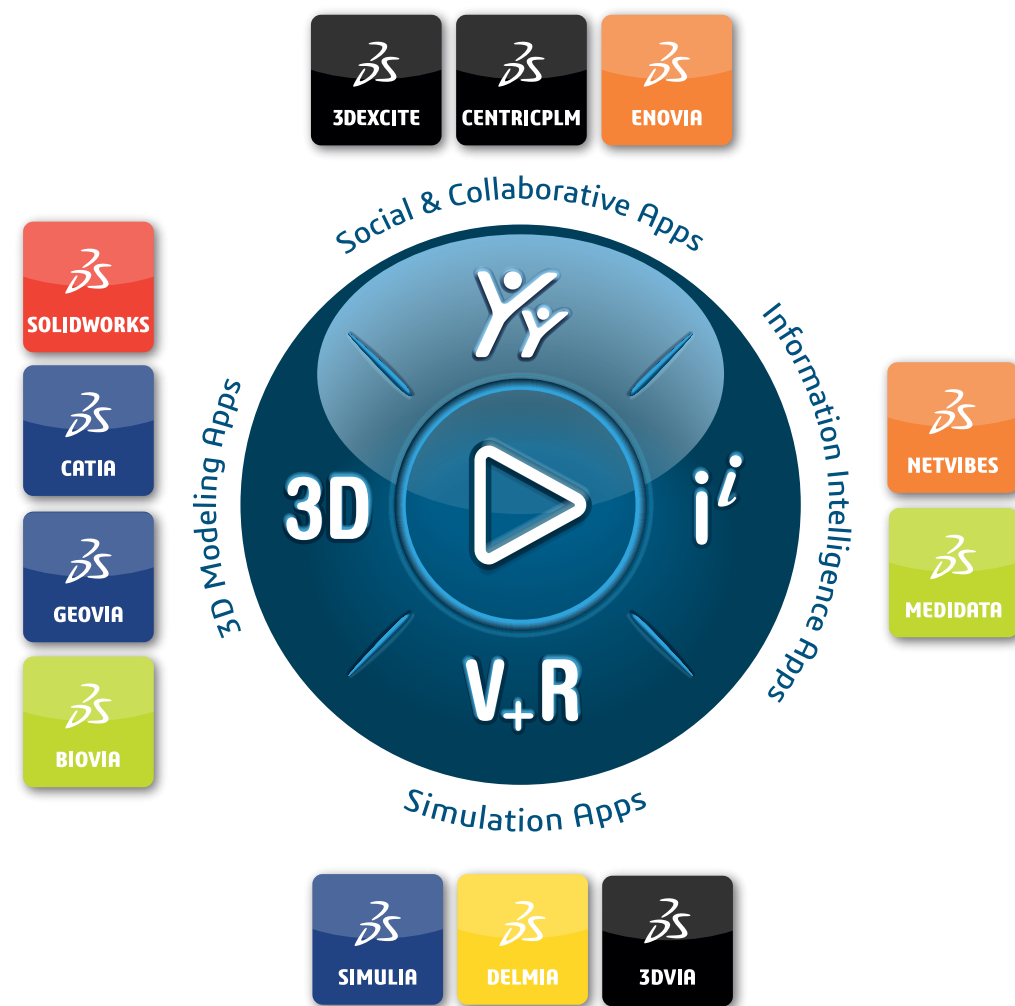 3DEXCITE
CENTRICPLM
ENOVIA
Social & Collaborative Apps
SOLIDWORKS
CATIA
GEOVIA
BIOVIA
3D Modeling Apps
3D
V+R
i i
Information Intelligence Apps
NETVIBES
MEDIDATA
Simulation Apps
SIMULIA
DELMIA
3DVIA